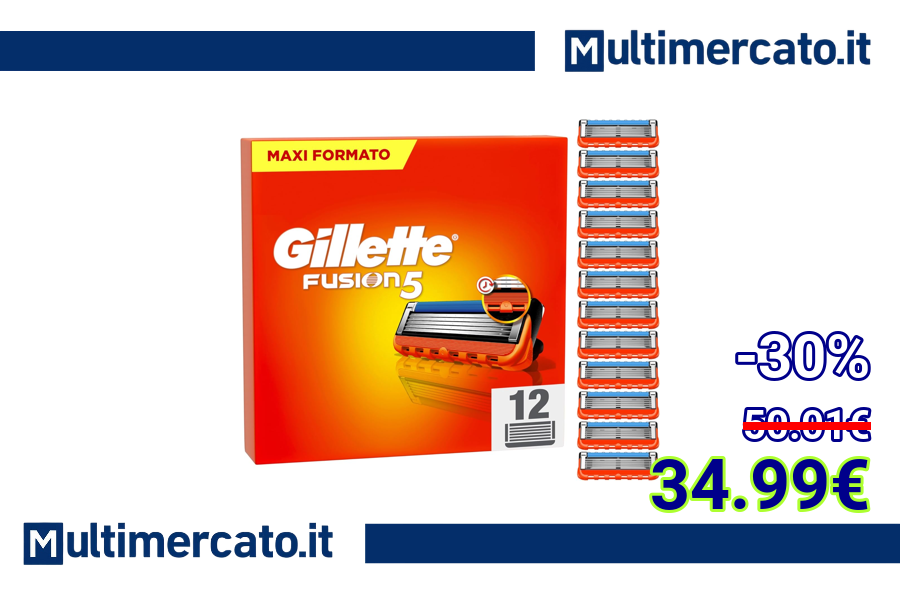 Multimercato.it
MAXI FORMATO
Gillette®
FUSION5
12
-30%
50.01€
34.99€
Multimercato.it